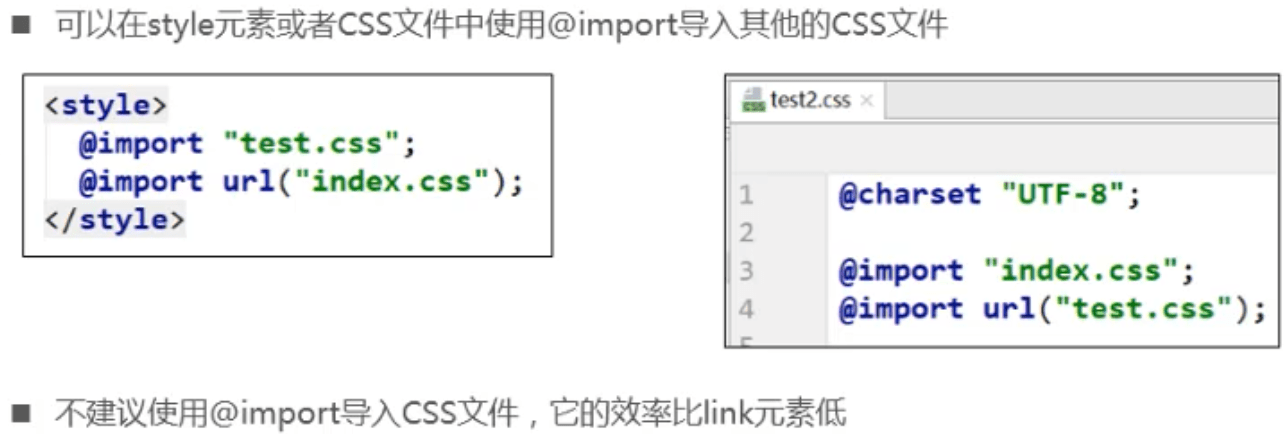 ■ 可以在style元素或者CSS文件中使用@import导入其他的CSS文件
<style>
@import "test.css";
@import url("index.css");
</style>
test2.css ×
1 @charset "UTF-8";
2
3 @import "index.css";
4 @import url("test.css");
■ 不建议使用@import导入CSS文件，它的效率比link元素低